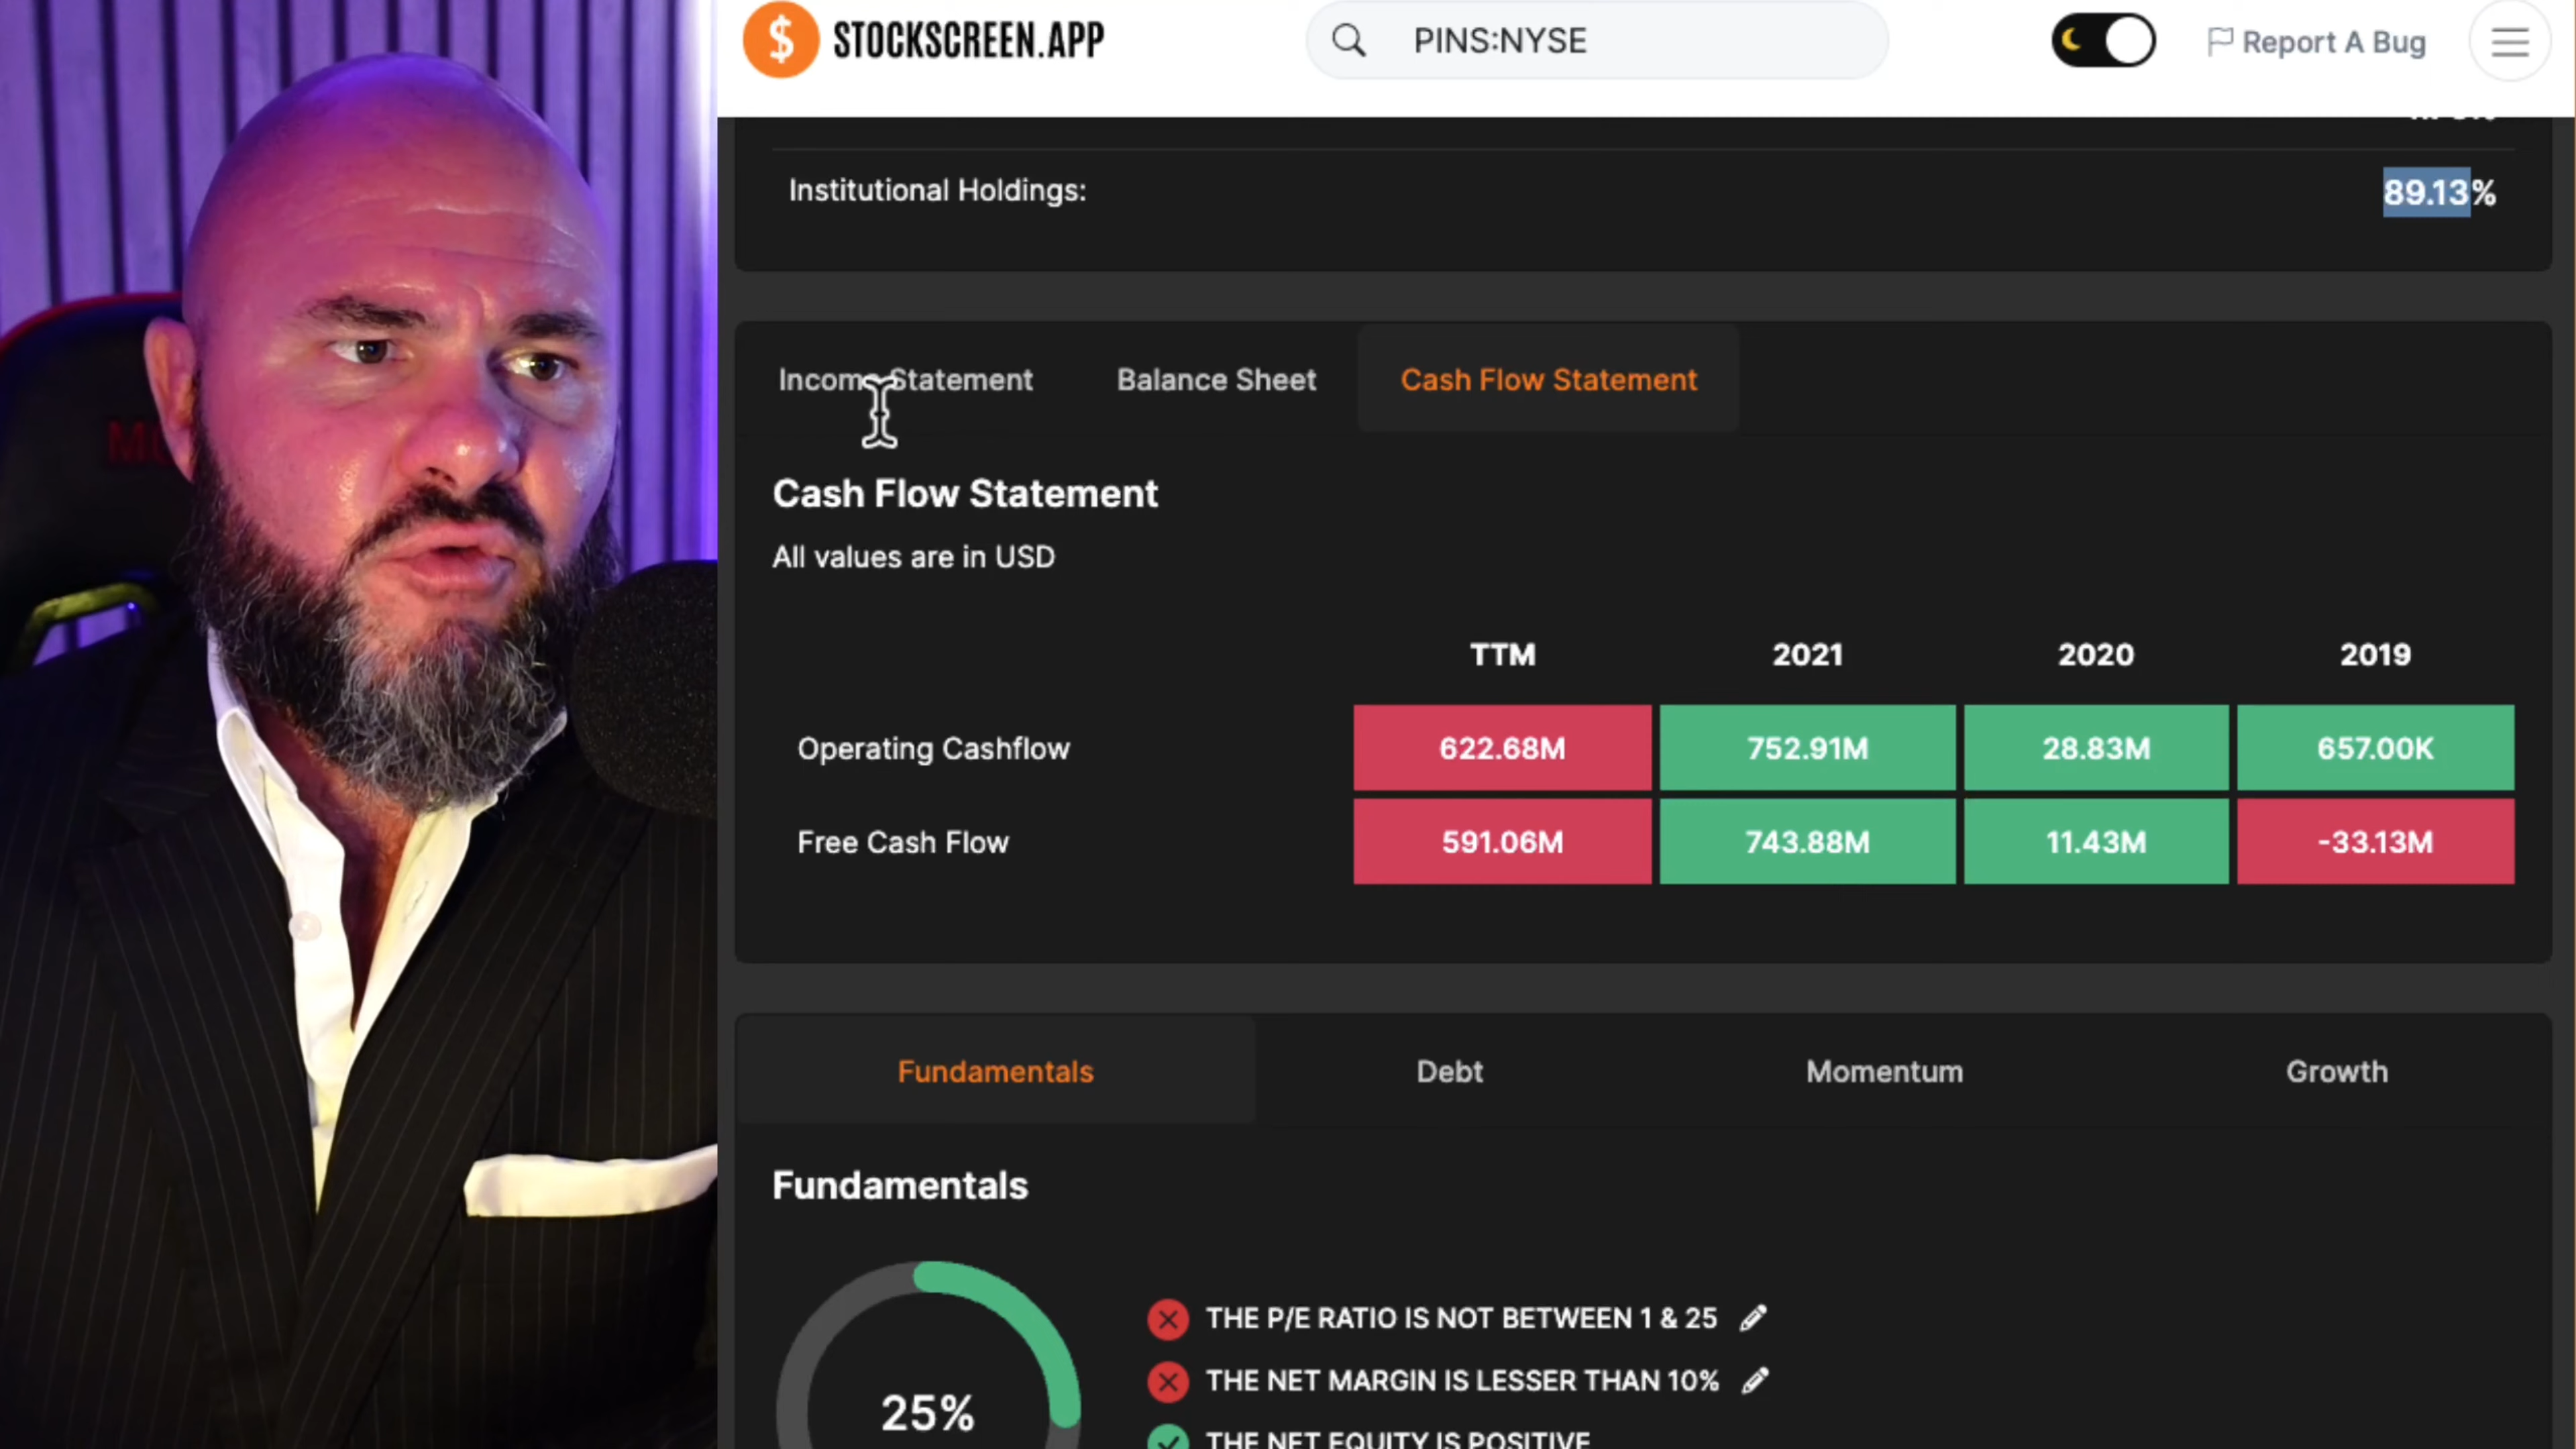 $ STOCKSCREEN.APP
PINS:NYSE
Report A Bug
Institutional Holdings:
89.13%
Income Statement
Balance Sheet
Cash Flow Statement
Cash Flow Statement
All values are in USD
TTM 2021 2020 2019
Operating Cashflow 622.68M 752.91M 28.83M 657.00K
Free Cash Flow 591.06M 743.88M 11.43M -33.13M
Fundamentals
Debt
Momentum
Growth
Fundamentals
25%
THE P/E RATIO IS NOT BETWEEN 1 & 25
THE NET MARGIN IS LESSER THAN 10%
THE NET EQUITY IS POSITIVE